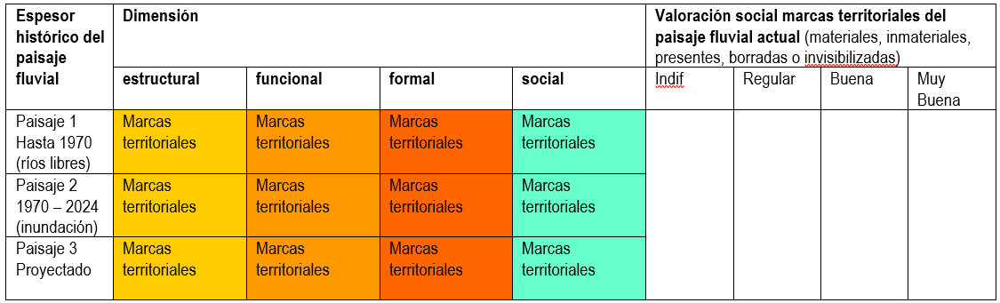 Espesor
histórico del
paisaje
fluvial
Dimensión
Valoración social marcas territoriales del
paisaje fluvial actual (materiales, inmateriales,
presentes, borradas o invisibilizadas)
estructural
funcional
formal
social
Indif
Regular
Buena
Muy
Buena
Paisaje 1
Hasta 1970
(ríos libres)
Marcas
territoriales
Marcas
territoriales
Marcas
territoriales
Marcas
territoriales
Paisaje 2
1970 – 2024
(inundación)
Marcas
territoriales
Marcas
territoriales
Marcas
territoriales
Marcas
territoriales
Paisaje 3
Proyectado
Marcas
territoriales
Marcas
territoriales
Marcas
territoriales
Marcas
territoriales